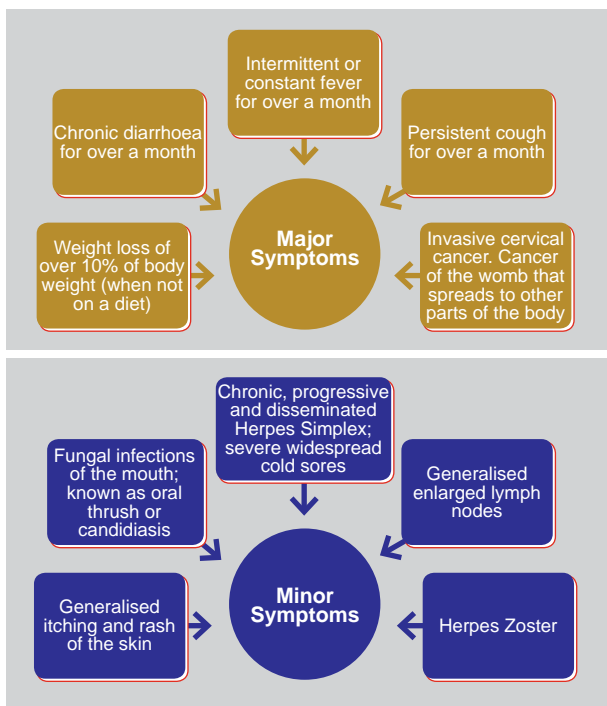 Intermittent or
constant fever
for over a month
Chronic diarrhoea
for over a month
Persistent cough
for over a month
Weight loss of
over 10% of body
weight (when not
on a diet)
Major
Symptoms
Invasive cervical
cancer. Cancer
of the womb that
spreads to other
parts of the body
Chronic, progressive
and disseminated
Herpes Simplex;
severe widespread
cold sores
Fungal infections
of the mouth;
known as oral
thrush or
candidiasis
Generalised
enlarged lymph
nodes
Generalised
itching and rash
of the skin
Minor
Symptoms
Herpes Zoster